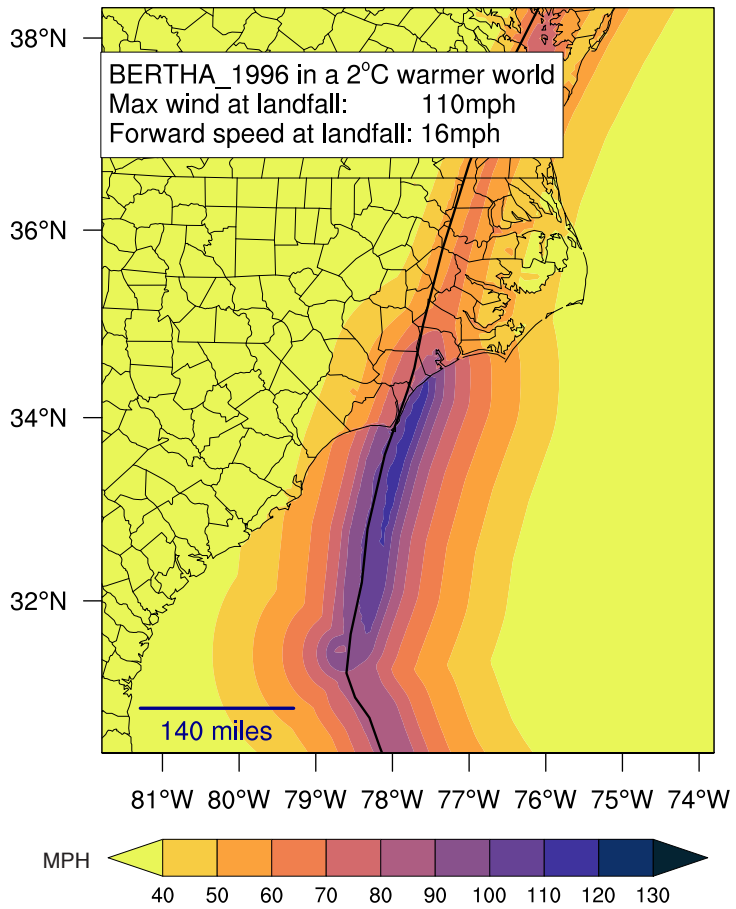 38°N
BERTHA_1996 in a 2°C warmer world
Max wind at landfall: 110mph
Forward speed at landfall: 16mph
36°N
34°N
32°N
140 miles
81°W 80°W 79°W 78°W 77°W 76°W 75°W 74°W
MPH
40 50 60 70 80 90 100 110 120 130